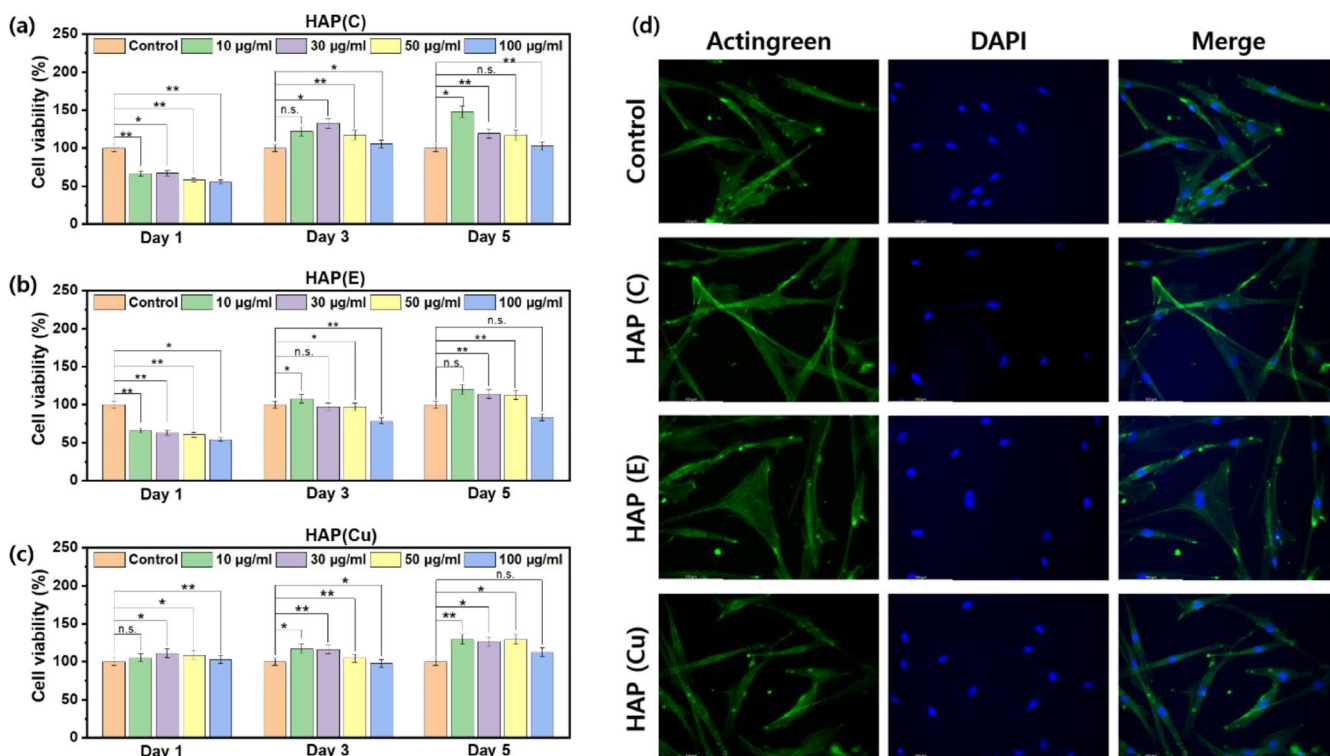 (a)
HAP(C)
250
200
150
100
50
0
Cell viability (%)
Control 10 µg/ml 30 µg/ml 50 µg/ml 100 µg/ml
** * ** **
n.s. * ** *
* ** n.s. **
Day 1 Day 3 Day 5
(b)
HAP(E)
250
200
150
100
50
0
Cell viability (%)
Control 10 µg/ml 30 µg/ml 50 µg/ml 100 µg/ml
** ** ** *
* n.s. * **
n.s. ** ** n.s.
Day 1 Day 3 Day 5
(c)
HAP(Cu)
250
200
150
100
50
0
Cell viability (%)
Control 10 µg/ml 30 µg/ml 50 µg/ml 100 µg/ml
n.s. * * **
* ** ** *
** * * n.s.
Day 1 Day 3 Day 5
(d)
Actingreen DAPI Merge
Control
HAP (C)
HAP (E)
HAP (Cu)